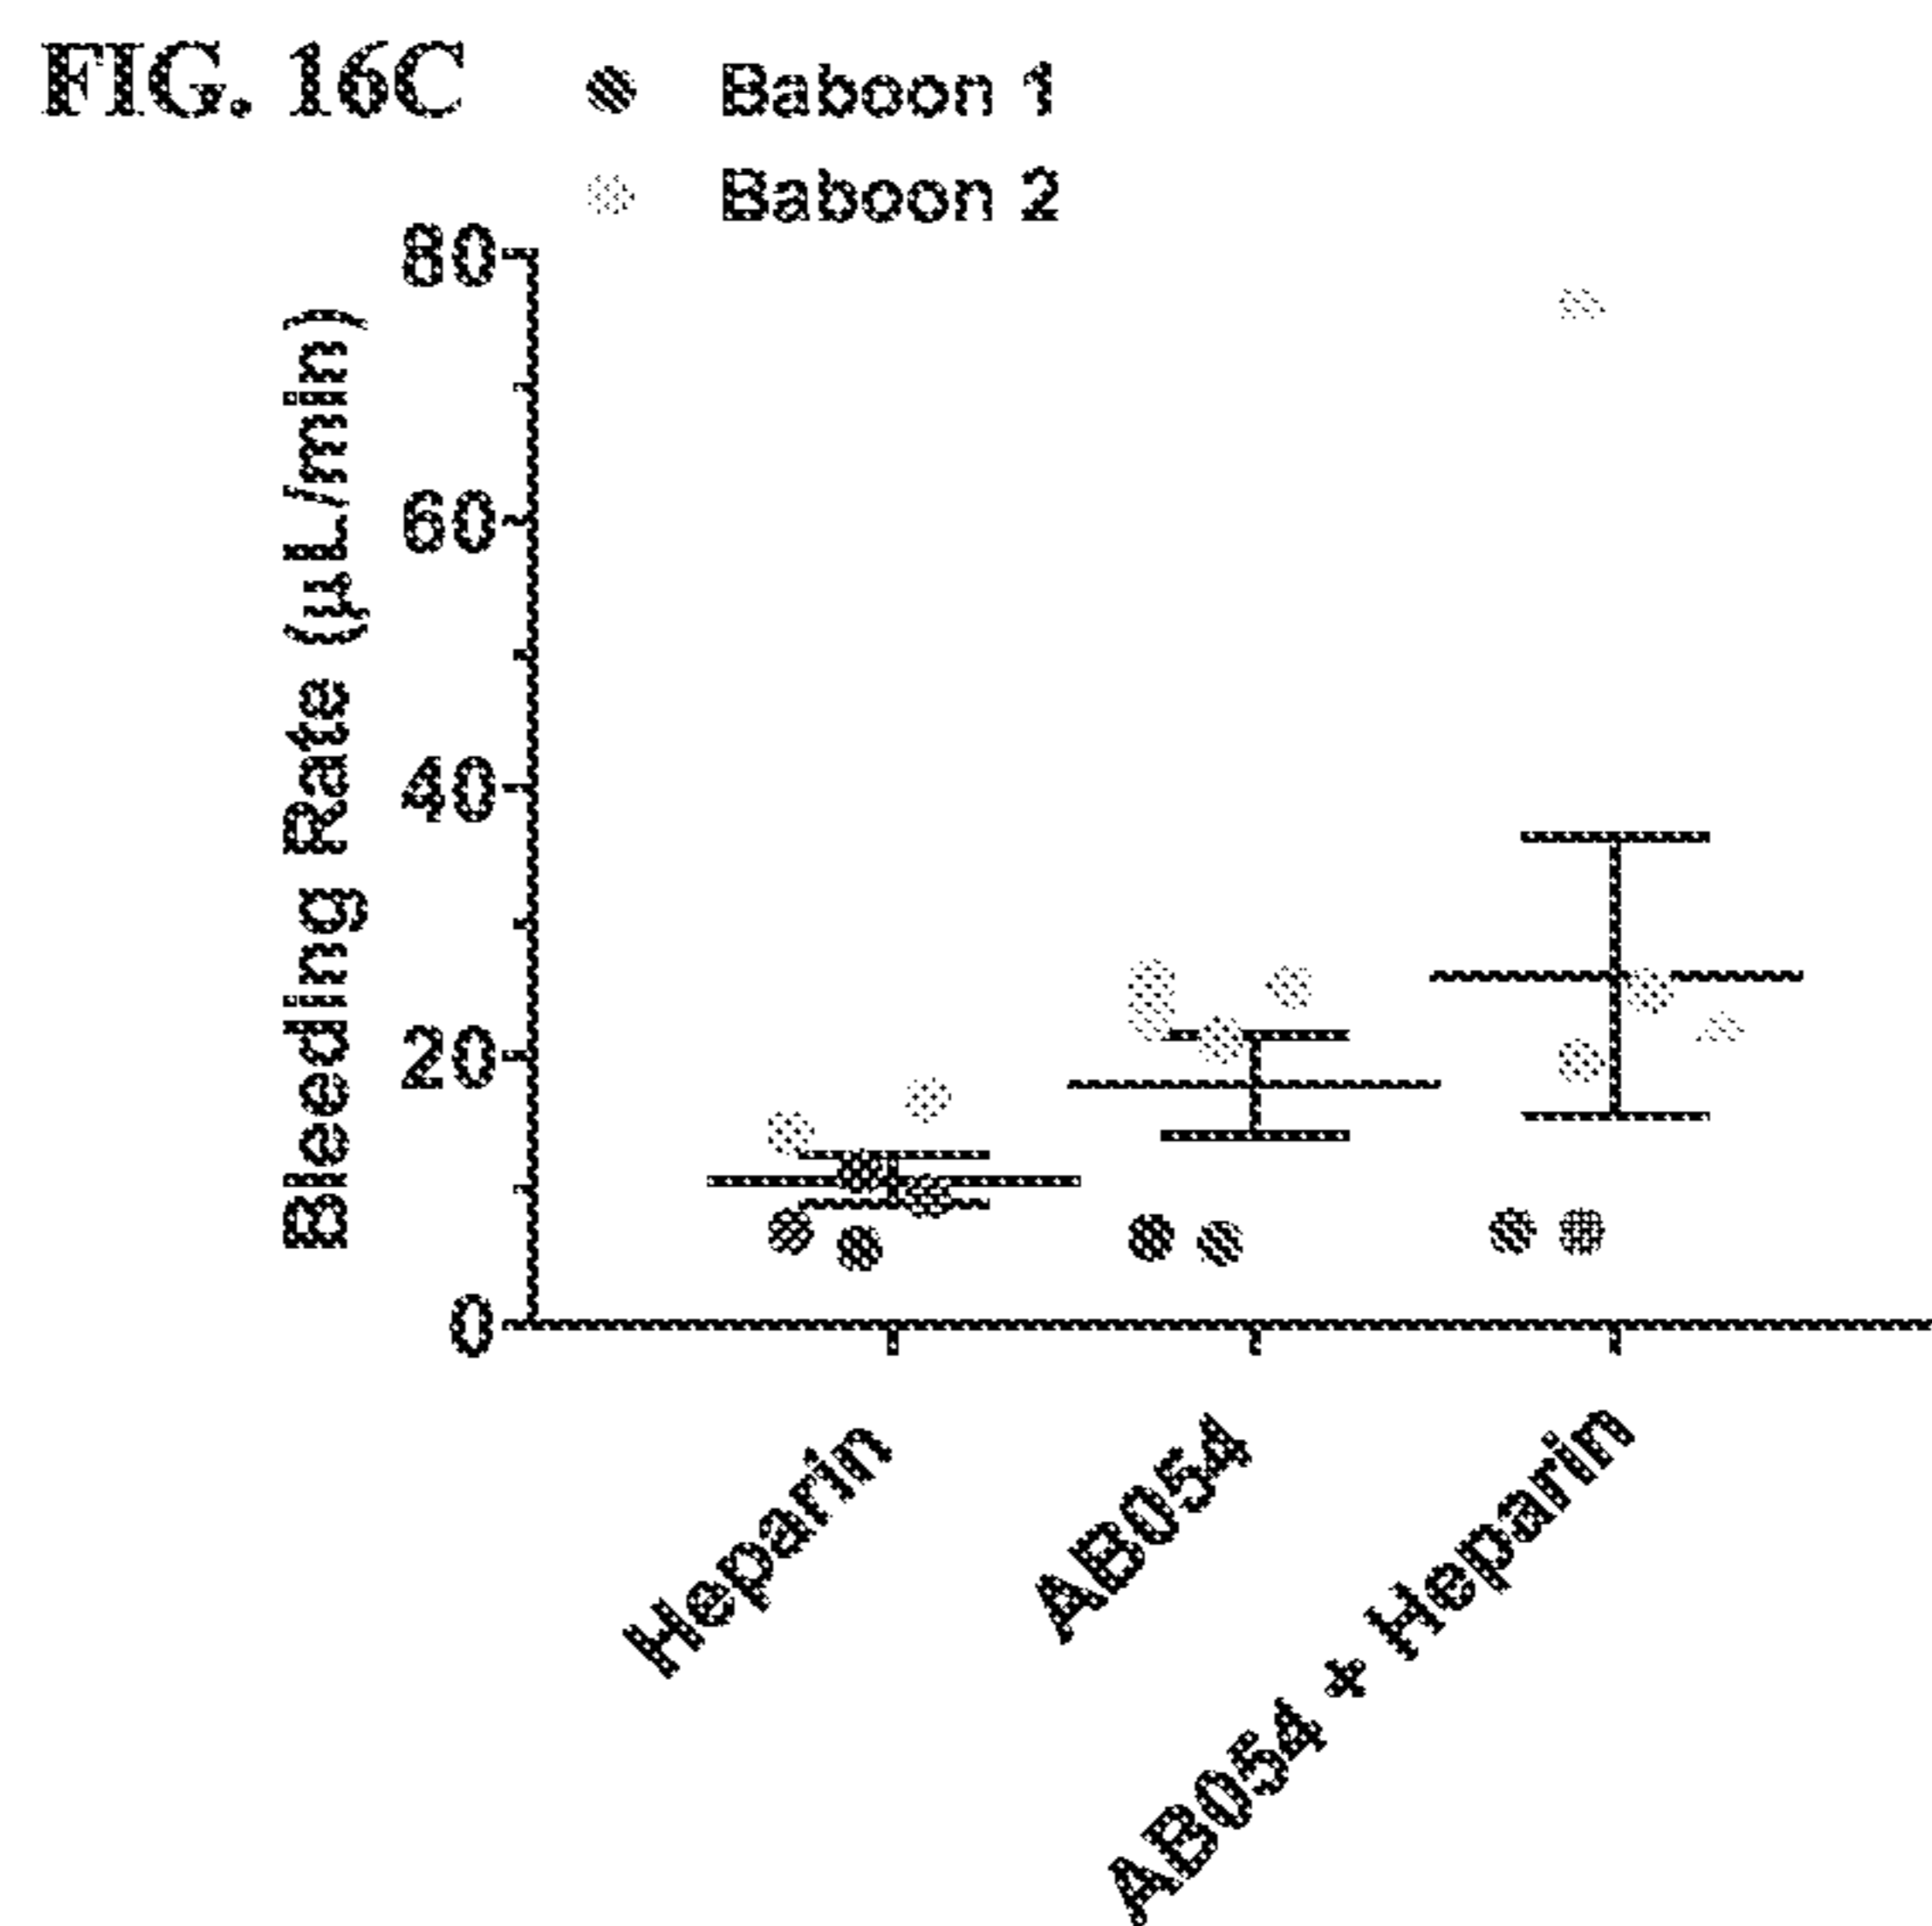 FIG. 16C
Baboon 1
Baboon 2
Bleeding Rate (µL/min)
80
60
40
20
0
Heparin
AB054
AB054 + Heparin